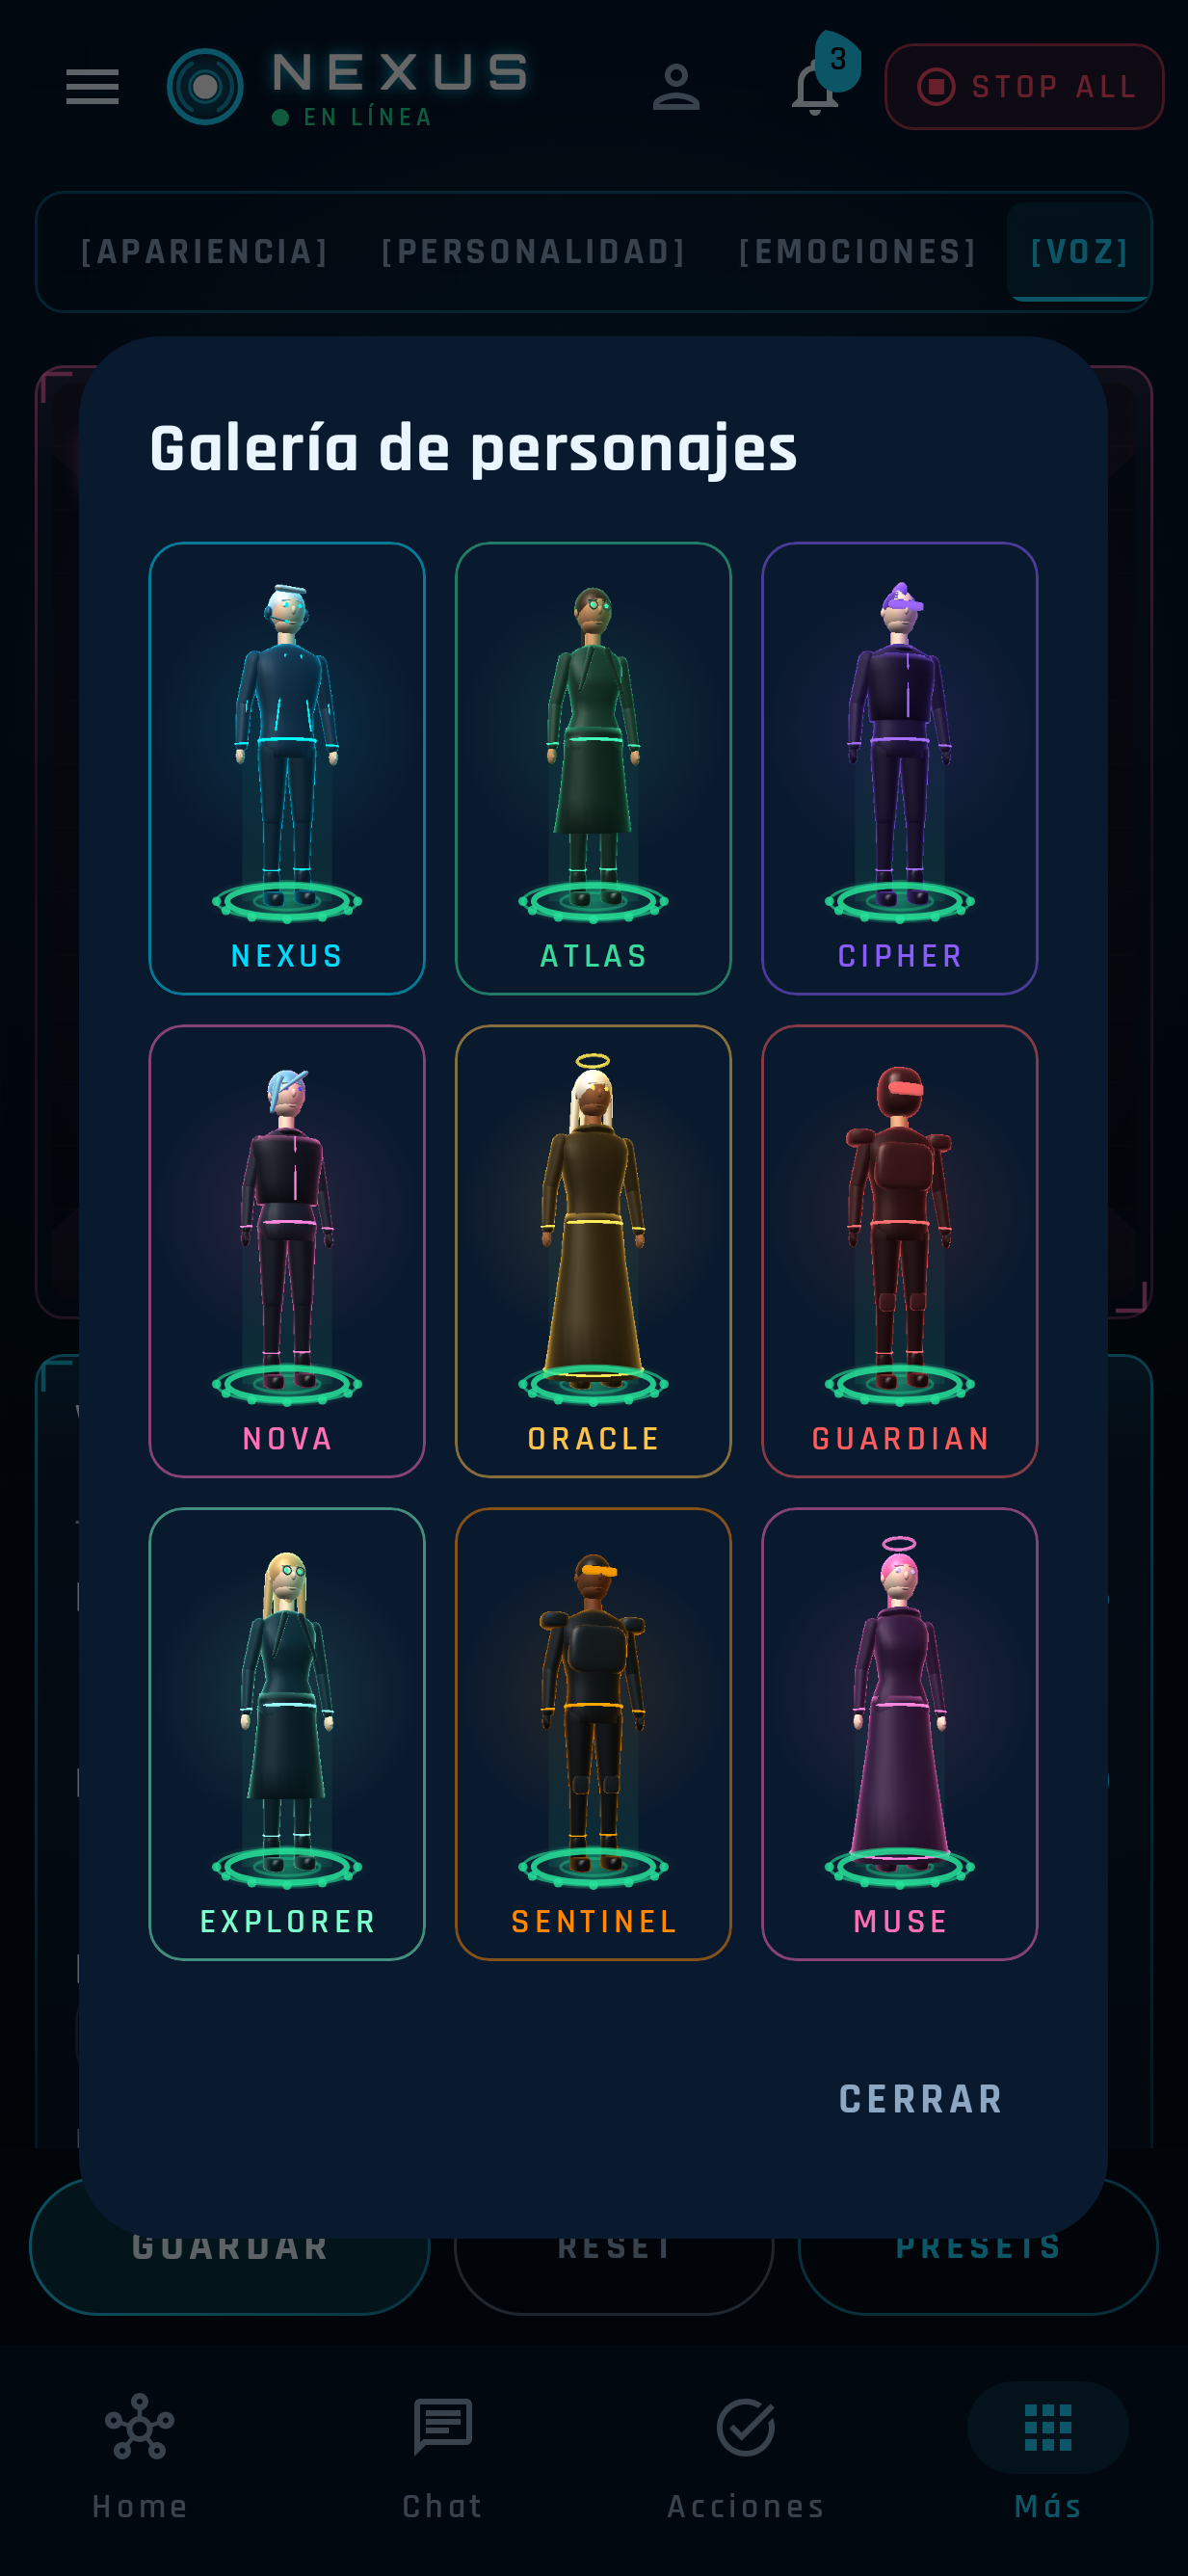 NEXUS
EN LÍNEA
3
STOP ALL
[APARIENCIA] [PERSONALIDAD] [EMOCIONES] [VOZ]
Galería de personajes
NEXUS ATLAS CIPHER
NOVA ORACLE GUARDIAN
EXPLORER SENTINEL MUSE
CERRAR
GUARDAR RESET PRESETS
Home Chat Acciones Más